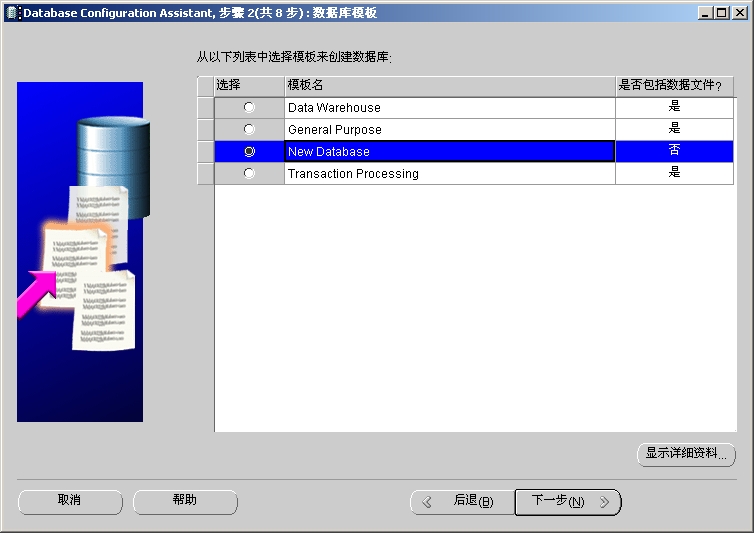 Database Configuration Assistant, 步骤 2(共 8 步) : 数据库模板
从以下列表中选择模板来创建数据库:
选择 模板名 是否包括数据文件?
Data Warehouse 是
General Purpose 是
New Database 否
Transaction Processing 是
显示详细资料...
取消 帮助 后退(B) 下一步(N)